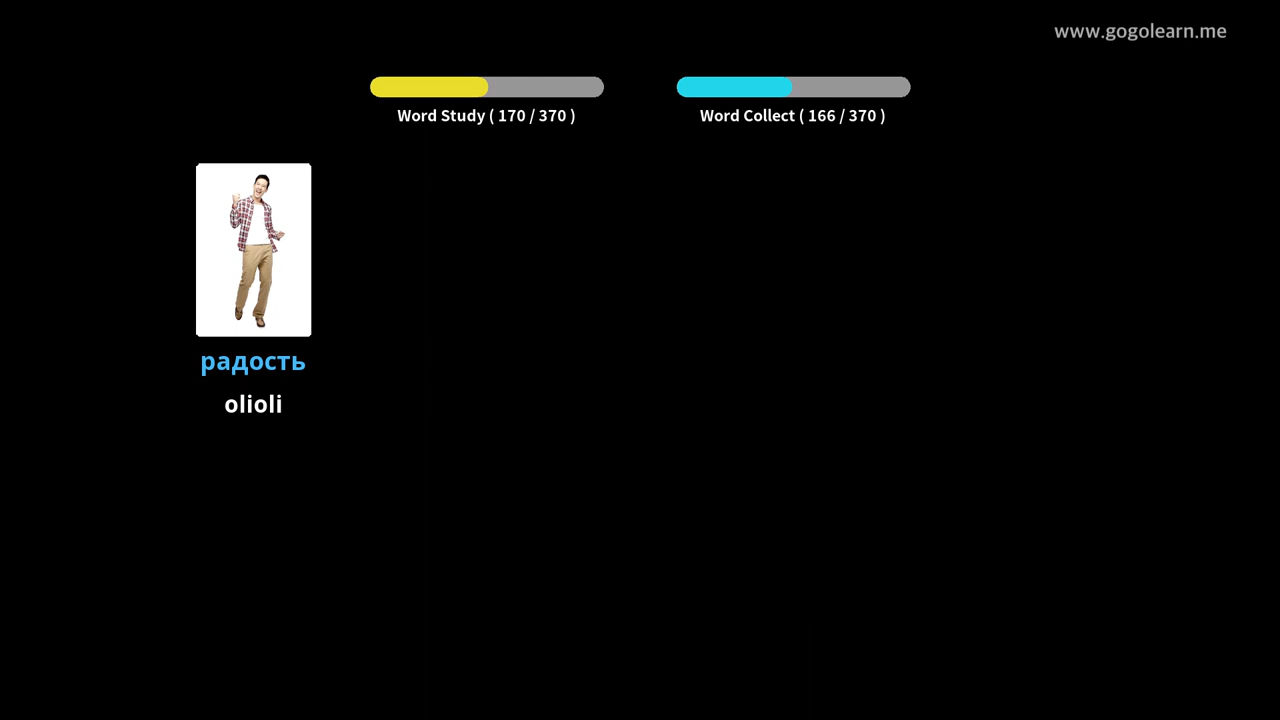 www.gogolearn.me
Word Study ( 170 / 370 )
Word Collect ( 166 / 370 )
радость
olioli